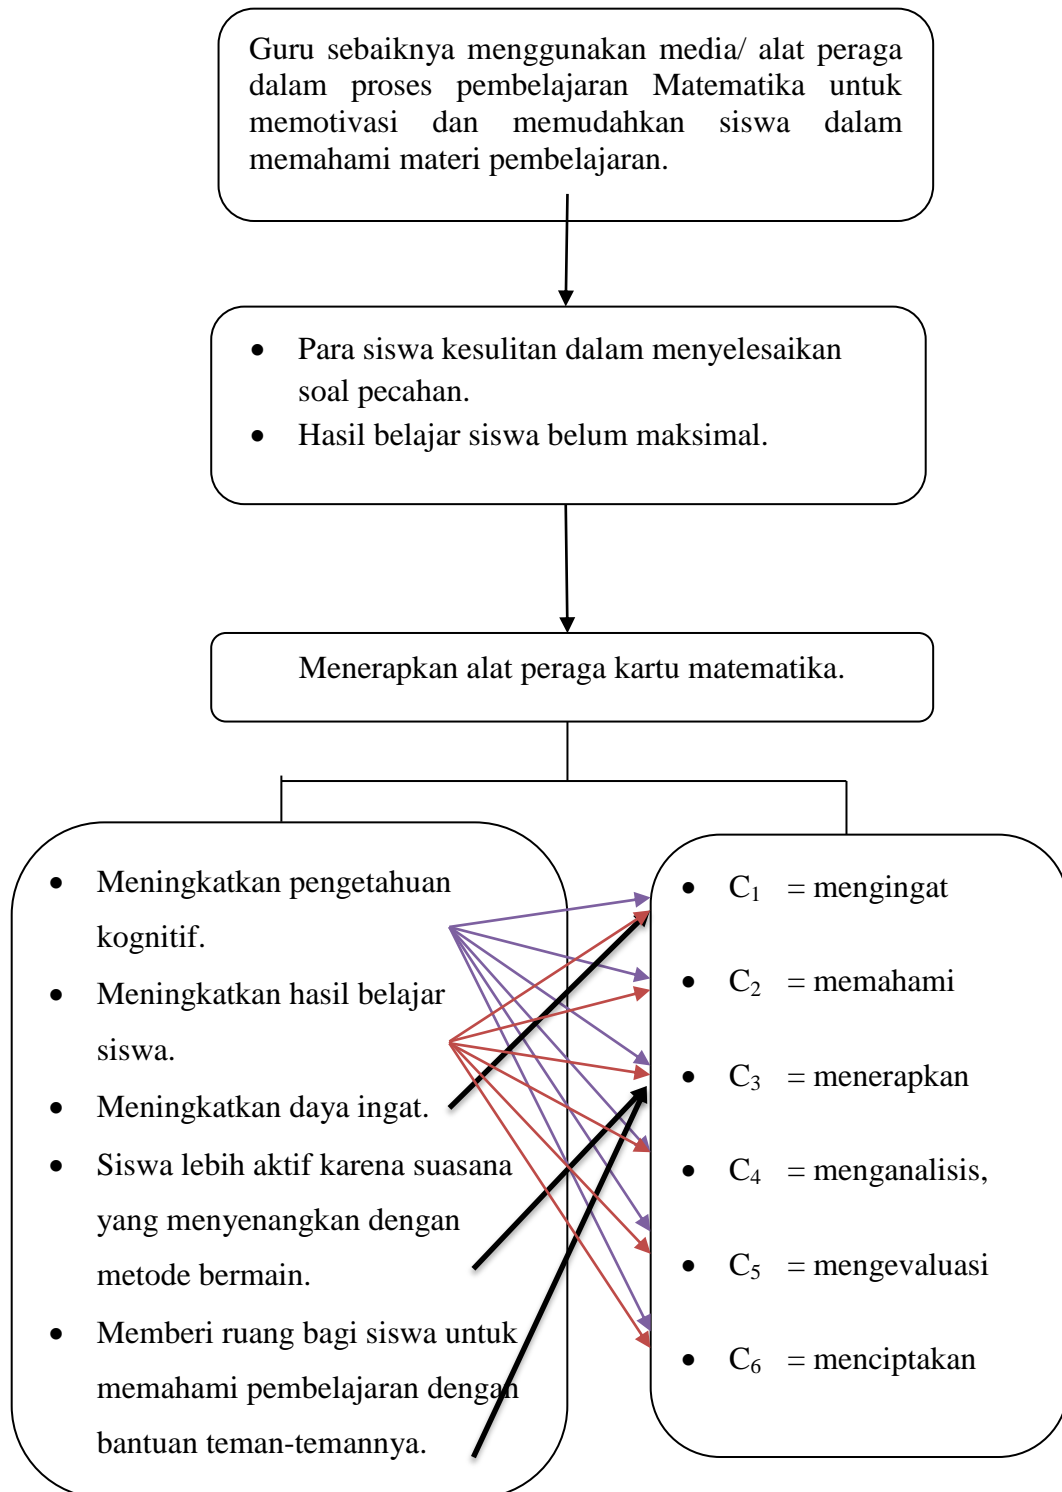 Guru sebaiknya menggunakan media/ alat peraga
dalam proses pembelajaran Matematika untuk
memotivasi dan memudahkan siswa dalam
memahami materi pembelajaran.
• Para siswa kesulitan dalam menyelesaikan
soal pecahan.
• Hasil belajar siswa belum maksimal.
Menerapkan alat peraga kartu matematika.
• Meningkatkan pengetahuan
kognitif.
• Meningkatkan hasil belajar
siswa.
• Meningkatkan daya ingat.
• Siswa lebih aktif karena suasana
yang menyenangkan dengan
metode bermain.
• Memberi ruang bagi siswa untuk
memahami pembelajaran dengan
bantuan teman-temannya.
• C₁ = mengingat
• C₂ = memahami
• C₃ = menerapkan
• C₄ = menganalisis,
• C₅ = mengevaluasi
• C₆ = menciptakan